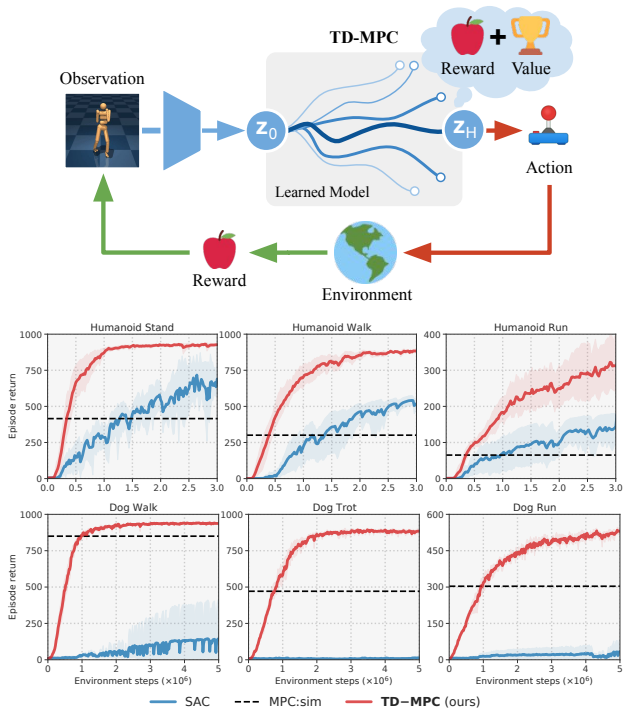 TD-MPC
Reward
Value
Observation
z0
zH
Learned Model
Action
Reward
Environment
Humanoid Stand
Humanoid Walk
Humanoid Run
Episode return
1000
750
500
250
0
0.0 0.5 1.0 1.5 2.0 2.5 3.0
1000
750
500
250
0
0.0 0.5 1.0 1.5 2.0 2.5 3.0
400
300
200
100
0
0.0 0.5 1.0 1.5 2.0 2.5 3.0
Dog Walk
Dog Trot
Dog Run
Episode return
1000
750
500
250
0
0 1 2 3 4 5
Environment steps (×10⁶)
1000
750
500
250
0
0 1 2 3 4 5
Environment steps (×10⁶)
600
450
300
150
0
0 1 2 3 4 5
Environment steps (×10⁶)
SAC
MPC:sim
TD−MPC (ours)